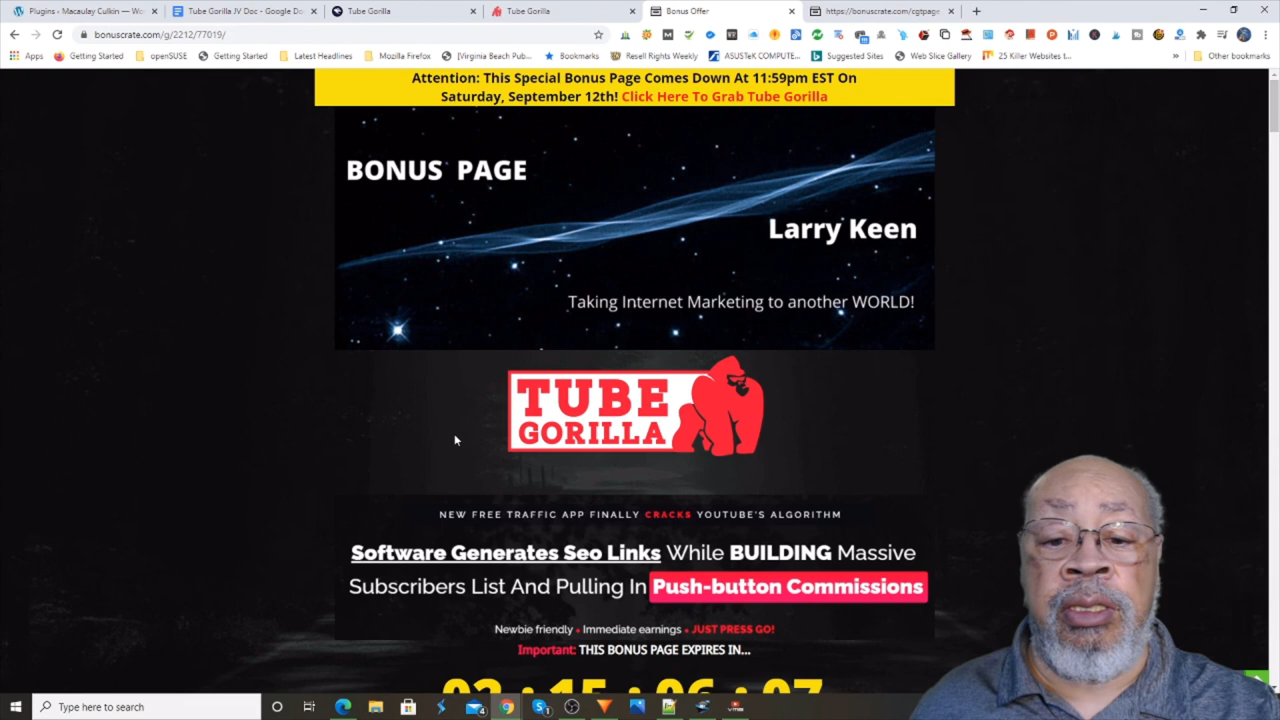 Plugins ‹ Macaulay Culkin — Wo
Tube Gorilla JV Doc - Google Do
Tube Gorilla
Tube Gorilla
Bonus Offer
https://bonuscrate.com/cgtpage
bonuscrate.com/g/2212/77019/
Apps
Getting Started
openSUSE
Getting Started
Latest Headlines
Mozilla Firefox
[Virginia Beach Pub...
Bookmarks
Resell Rights Weekly
ASUSTeK COMPUTE...
Suggested Sites
Web Slice Gallery
25 Killer Websites t...
»
Other bookmarks
Attention: This Special Bonus Page Comes Down At 11:59pm EST On
Saturday, September 12th! Click Here To Grab Tube Gorilla
BONUS PAGE
Larry Keen
Taking Internet Marketing to another WORLD!
TUBE
GORILLA
NEW FREE TRAFFIC APP FINALLY CRACKS YOUTUBE'S ALGORITHM
Software Generates Seo Links While BUILDING Massive
Subscribers List And Pulling In Push-button Commissions
Newbie friendly • Immediate earnings • JUST PRESS GO!
Important: THIS BONUS PAGE EXPIRES IN...
Type here to search